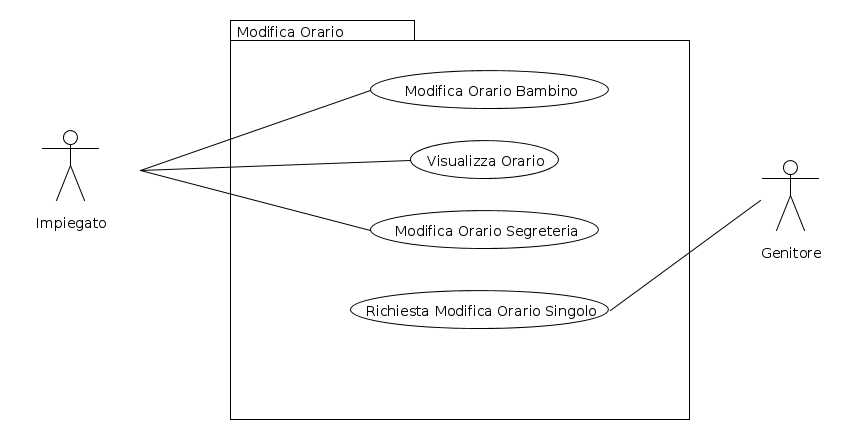 Modifica Orario
Modifica Orario Bambino
Visualizza Orario
Impiegato
Modifica Orario Segreteria
Genitore
Richiesta Modifica Orario Singolo